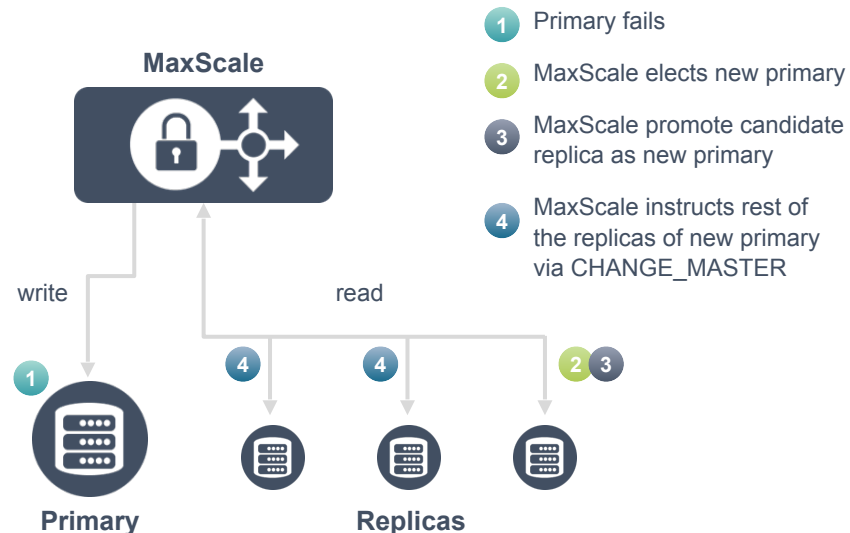 1 Primary fails
MaxScale
2 MaxScale elects new primary
3 MaxScale promote candidate
replica as new primary
4 MaxScale instructs rest of
the replicas of new primary
via CHANGE_MASTER
write
read
1
4
4
2 3
Primary
Replicas